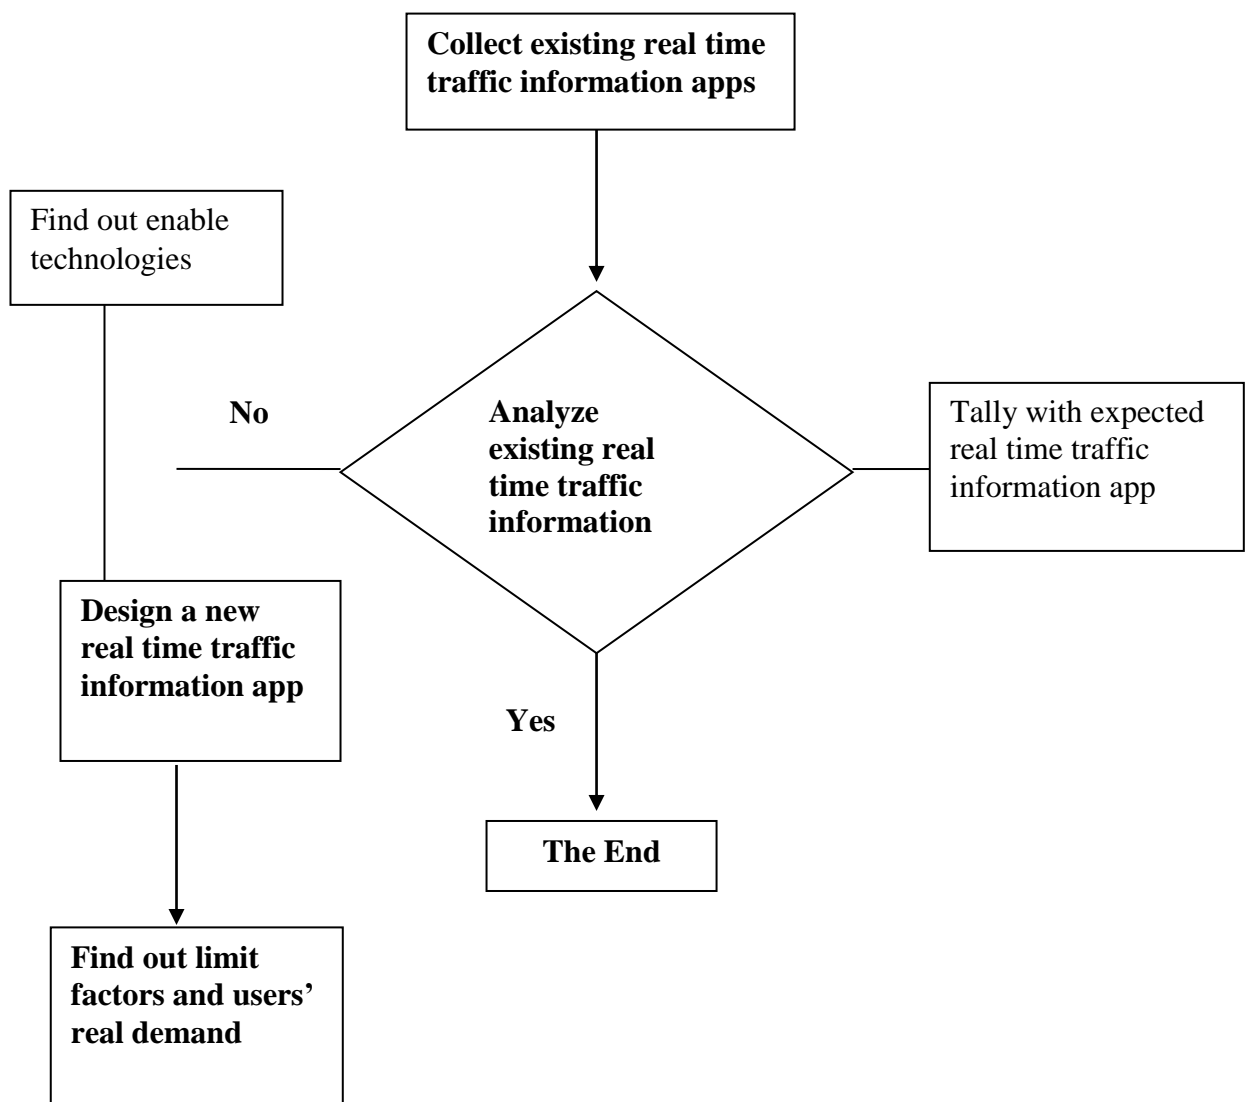 Collect existing real time
traffic information apps
Find out enable
technologies
No
Analyze
existing real
time traffic
information
Tally with expected
real time traffic
information app
Design a new
real time traffic
information app
Yes
The End
Find out limit
factors and users’
real demand